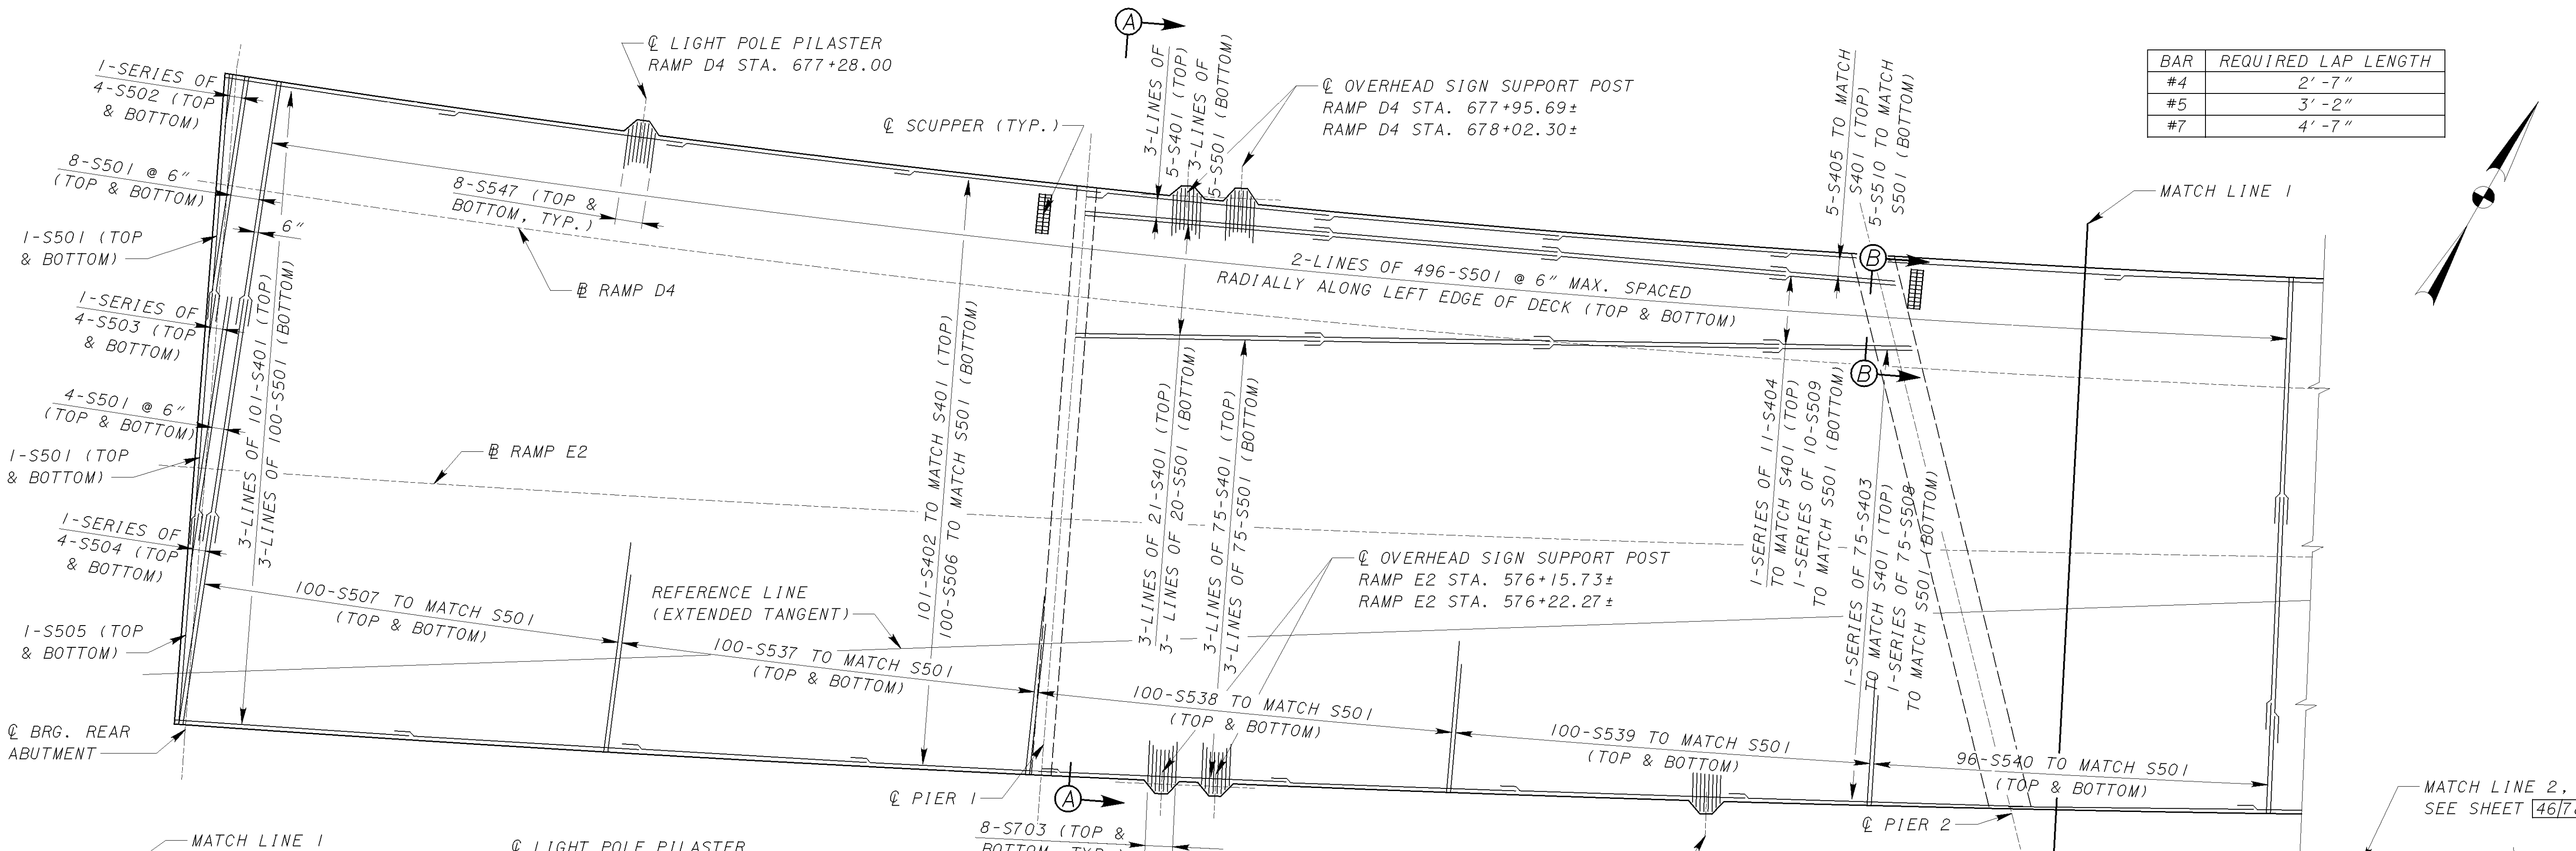 1-SERIES OF
4-S502 (TOP
& BOTTOM)
8-S501 @ 6"
(TOP & BOTTOM)
1-S501 (TOP
& BOTTOM)
1-SERIES OF
4-S503 (TOP
& BOTTOM)
4-S501 @ 6"
(TOP & BOTTOM)
1-S501 (TOP
& BOTTOM)
1-SERIES OF
4-S504 (TOP
& BOTTOM)
1-S505 (TOP
& BOTTOM)
℄ BRG. REAR
ABUTMENT
℄ LIGHT POLE PILASTER
RAMP D4 STA. 677+28.00
8-S547 (TOP &
BOTTOM, TYP.)
6"
℄ SCUPPER (TYP.)
A
3-LINES OF
5-S401 (TOP)
3-LINES OF
5-S501 (BOTTOM)
℄ OVERHEAD SIGN SUPPORT POST
RAMP D4 STA. 677+95.69±
RAMP D4 STA. 678+02.30±
5-S405 TO MATCH
S401 (TOP)
5-S510 TO MATCH
S501 (BOTTOM)
BAR REQUIRED LAP LENGTH
#4 2'-7"
#5 3'-2"
#7 4'-7"
MATCH LINE 1
B
B
2-LINES OF 496-S501 @ 6" MAX. SPACED
RADIALLY ALONG LEFT EDGE OF DECK (TOP & BOTTOM)
RAMP D4
RAMP E2
3-LINES OF 101-S401 (TOP)
3-LINES OF 100-S501 (BOTTOM)
101-S402 TO MATCH S401 (TOP)
100-S506 TO MATCH S501 (BOTTOM)
3-LINES OF 21-S401 (TOP)
3- LINES OF 20-S501 (BOTTOM)
3-LINES OF 75-S401 (TOP)
3-LINES OF 75-S501 (BOTTOM)
1-SERIES OF 11-S404
TO MATCH S401 (TOP)
1-SERIES OF 10-S509
TO MATCH S501 (BOTTOM)
1-SERIES OF 75-S403
TO MATCH S401 (TOP)
1-SERIES OF 75-S508
TO MATCH S501 (BOTTOM)
℄ OVERHEAD SIGN SUPPORT POST
RAMP E2 STA. 576+15.73±
RAMP E2 STA. 576+22.27±
REFERENCE LINE
(EXTENDED TANGENT)
100-S507 TO MATCH S501
(TOP & BOTTOM)
100-S537 TO MATCH S501
(TOP & BOTTOM)
100-S538 TO MATCH S501
(TOP & BOTTOM)
100-S539 TO MATCH S501
(TOP & BOTTOM)
96-S540 TO MATCH S501
(TOP & BOTTOM)
℄ PIER 1
A
℄ PIER 2
MATCH LINE 2,
SEE SHEET 46
8-S703 (TOP &
MATCH LINE 1
℄ LIGHT POLE PILASTER